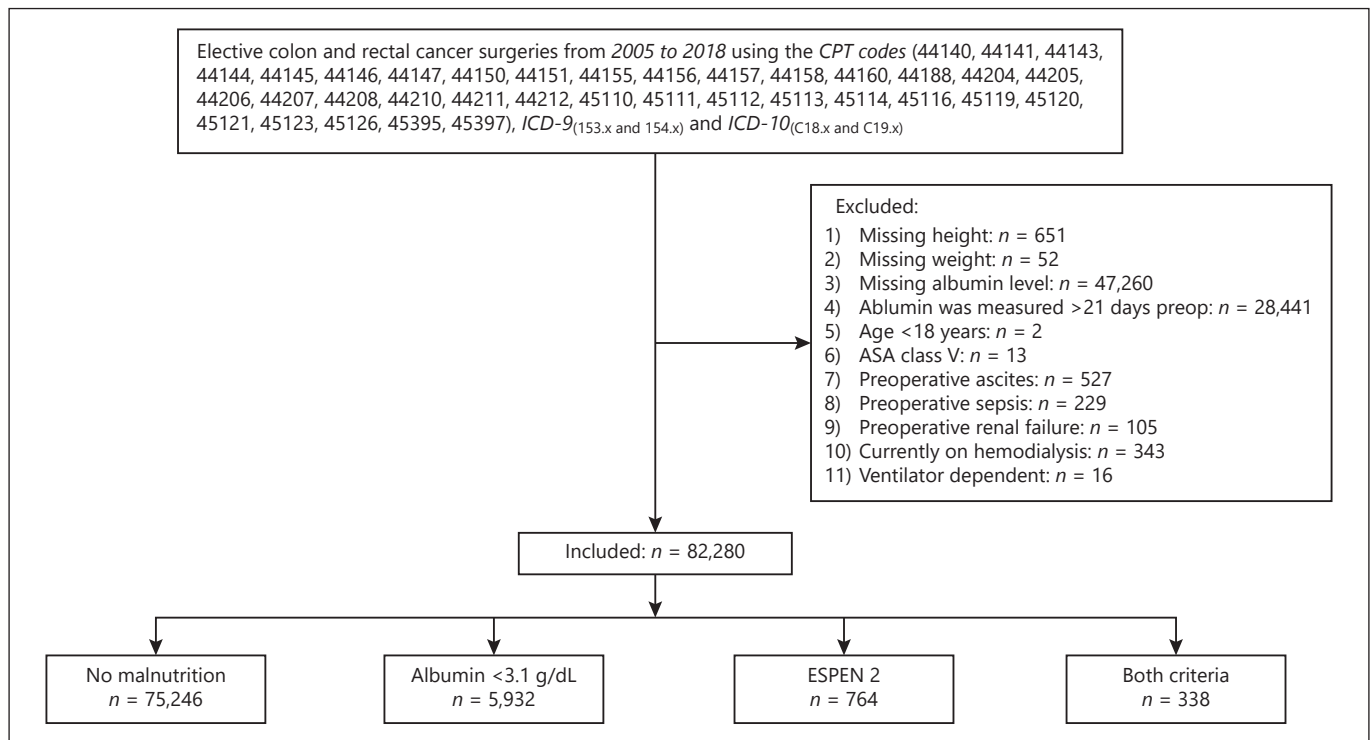 Elective colon and rectal cancer surgeries from 2005 to 2018 using the CPT codes (44140, 44141, 44143,
44144, 44145, 44146, 44147, 44150, 44151, 44155, 44156, 44157, 44158, 44160, 44188, 44204, 44205,
44206, 44207, 44208, 44210, 44211, 44212, 45110, 45111, 45112, 45113, 45114, 45116, 45119, 45120,
45121, 45123, 45126, 45395, 45397), ICD-9(153.x and 154.x) and ICD-10(C18.x and C19.x)
Excluded:
1) Missing height: n = 651
2) Missing weight: n = 52
3) Missing albumin level: n = 47,260
4) Ablumin was measured >21 days preop: n = 28,441
5) Age <18 years: n = 2
6) ASA class V: n = 13
7) Preoperative ascites: n = 527
8) Preoperative sepsis: n = 229
9) Preoperative renal failure: n = 105
10) Currently on hemodialysis: n = 343
11) Ventilator dependent: n = 16
Included: n = 82,280
No malnutrition
n = 75,246
Albumin <3.1 g/dL
n = 5,932
ESPEN 2
n = 764
Both criteria
n = 338